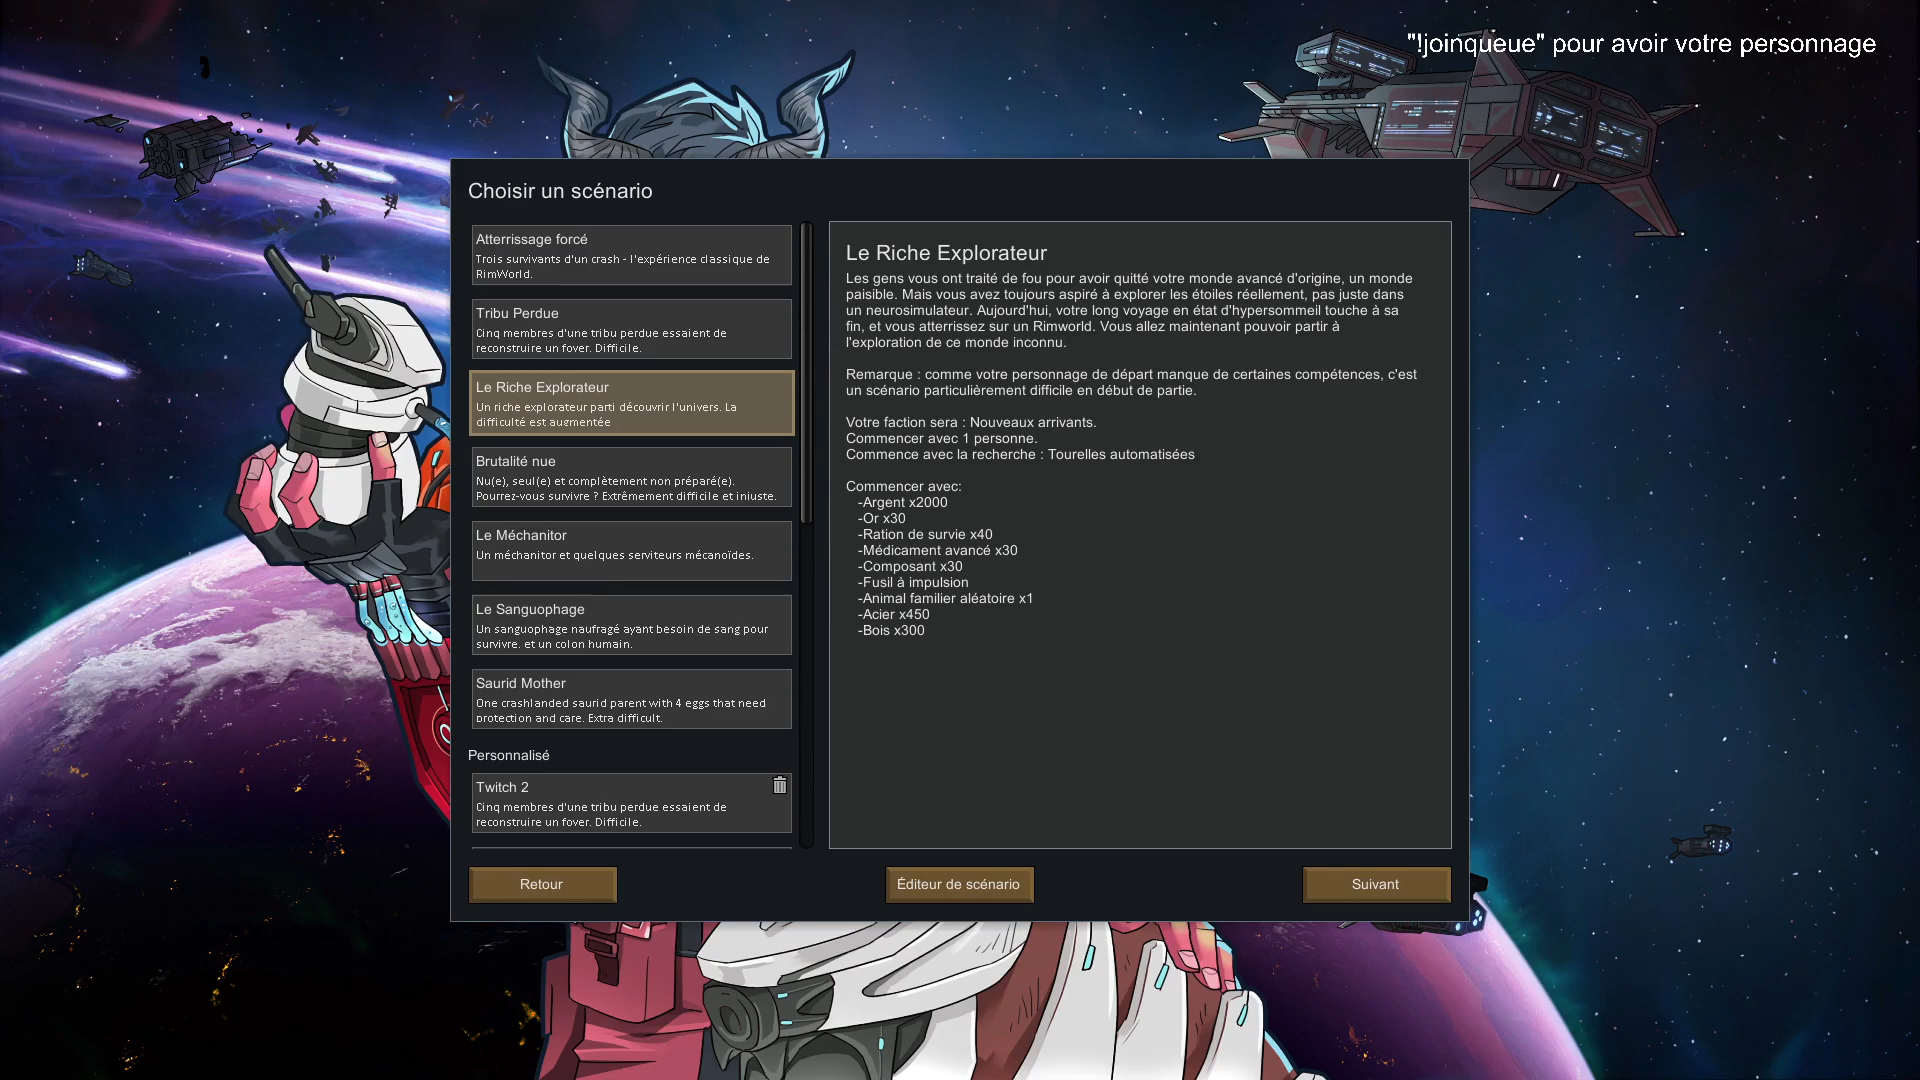 "!joinqueue" pour avoir votre personnage
Choisir un scénario
Atterrissage forcé
Trois survivants d'un crash - l'expérience classique de
RimWorld.
Tribu Perdue
Cinq membres d'une tribu perdue essaient de
reconstruire un foyer. Difficile.
Le Riche Explorateur
Un riche explorateur parti découvrir l'univers. La
difficulté est augmentée
Brutalité nue
Nu(e), seul(e) et complètement non préparé(e).
Pourrez-vous survivre ? Extrêmement difficile et injuste.
Le Méchanitor
Un méchanitor et quelques serviteurs mécanoïdes.
Le Sanguophage
Un sanguophage naufragé ayant besoin de sang pour
survivre, et un colon humain.
Saurid Mother
One crashlanded saurid parent with 4 eggs that need
protection and care. Extra difficult.
Personnalisé
Twitch 2
Cinq membres d'une tribu perdue essaient de
reconstruire un foyer. Difficile.
Le Riche Explorateur
Les gens vous ont traité de fou pour avoir quitté votre monde avancé d'origine, un monde
paisible. Mais vous avez toujours aspiré à explorer les étoiles réellement, pas juste dans
un neurosimulateur. Aujourd'hui, votre long voyage en état d'hypersommeil touche à sa
fin, et vous atterrissez sur un Rimworld. Vous allez maintenant pouvoir partir à
l'exploration de ce monde inconnu.
Remarque : comme votre personnage de départ manque de certaines compétences, c'est
un scénario particulièrement difficile en début de partie.
Votre faction sera : Nouveaux arrivants.
Commencer avec 1 personne.
Commence avec la recherche : Tourelles automatisées
Commencer avec:
-Argent x2000
-Or x30
-Ration de survie x40
-Médicament avancé x30
-Composant x30
-Fusil à impulsion
-Animal familier aléatoire x1
-Acier x450
-Bois x300
Retour
Éditeur de scénario
Suivant